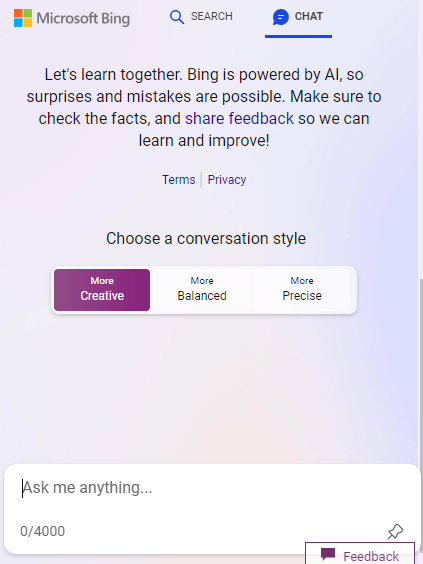 Microsoft Bing
SEARCH
CHAT
Let's learn together. Bing is powered by AI, so
surprises and mistakes are possible. Make sure to
check the facts, and share feedback so we can
learn and improve!
Terms
Privacy
Choose a conversation style
More
Creative
More
Balanced
More
Precise
Ask me anything...
0/4000
Feedback